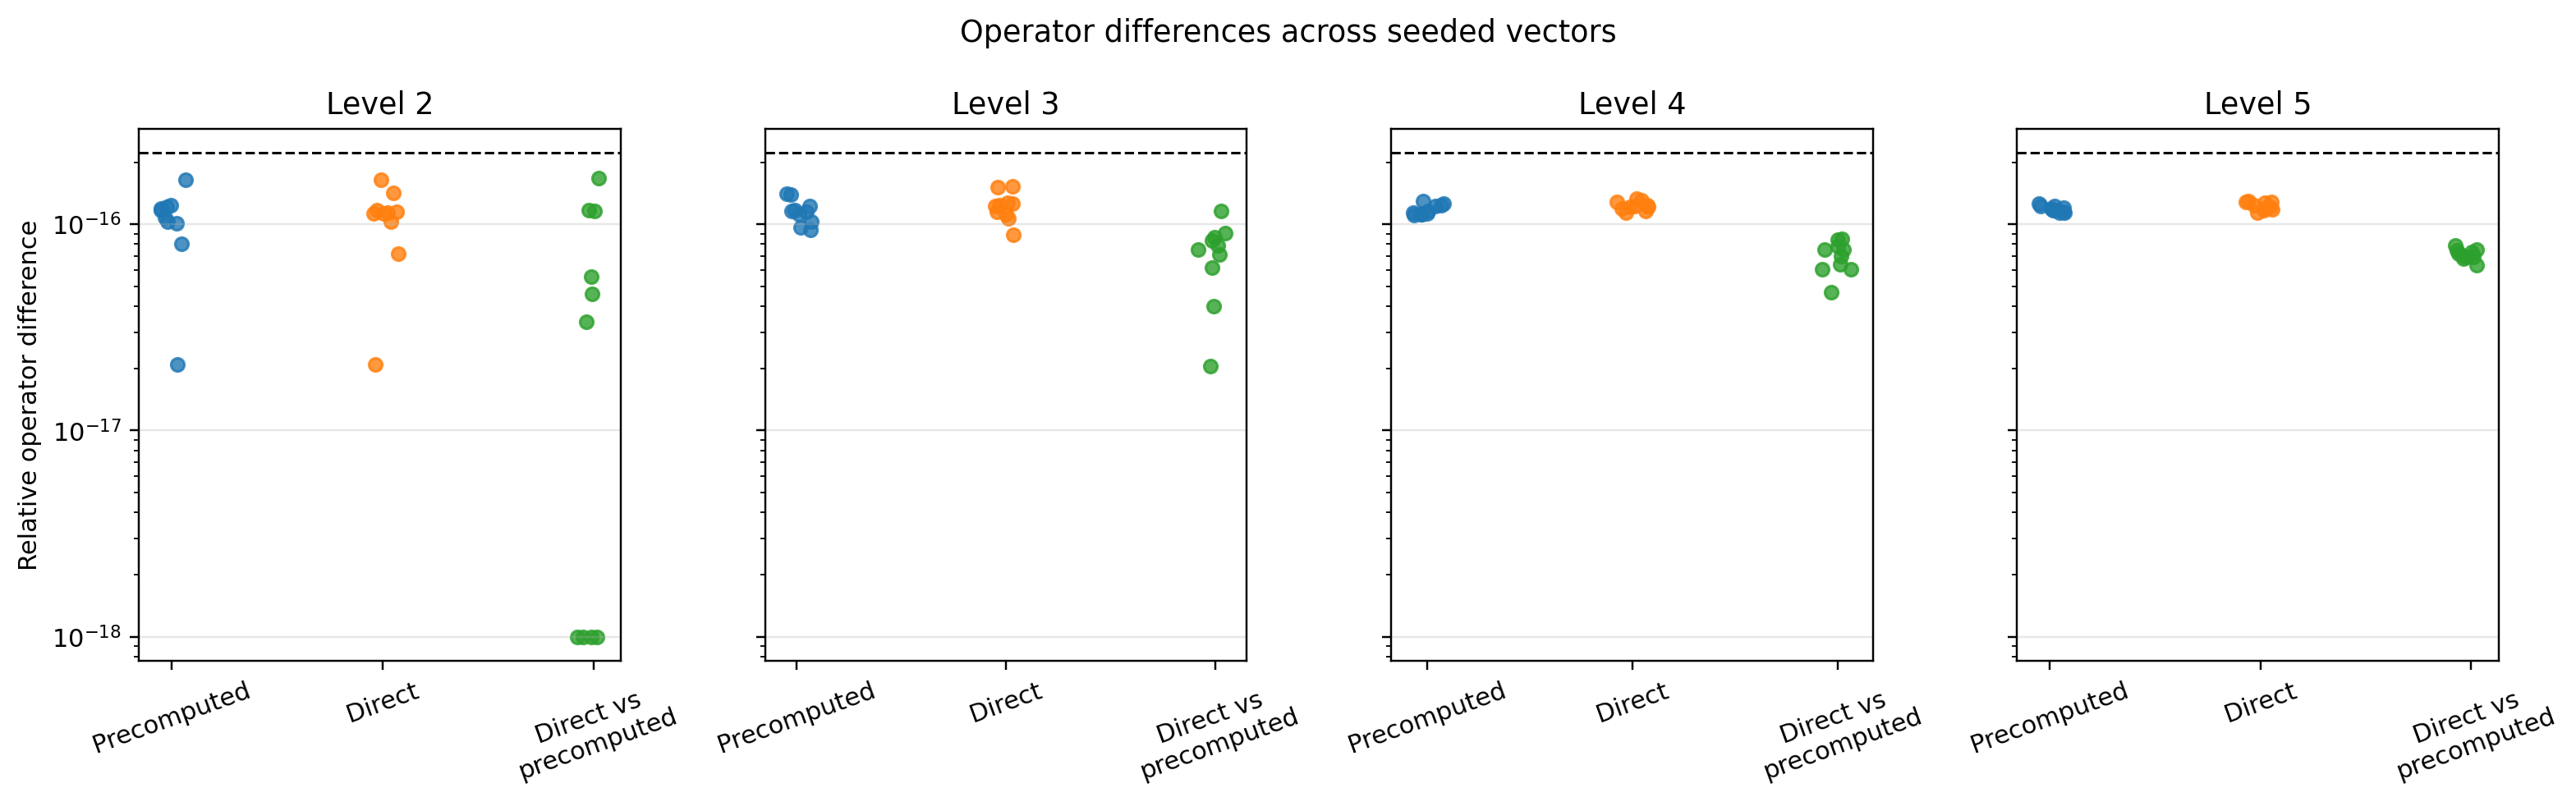 Operator differences across seeded vectors
Level 2
Level 3
Level 4
Level 5
Relative operator difference
10⁻¹⁶
10⁻¹⁷
10⁻¹⁸
Precomputed
Direct
Direct vs
precomputed
Precomputed
Direct
Direct vs
precomputed
Precomputed
Direct
Direct vs
precomputed
Precomputed
Direct
Direct vs
precomputed